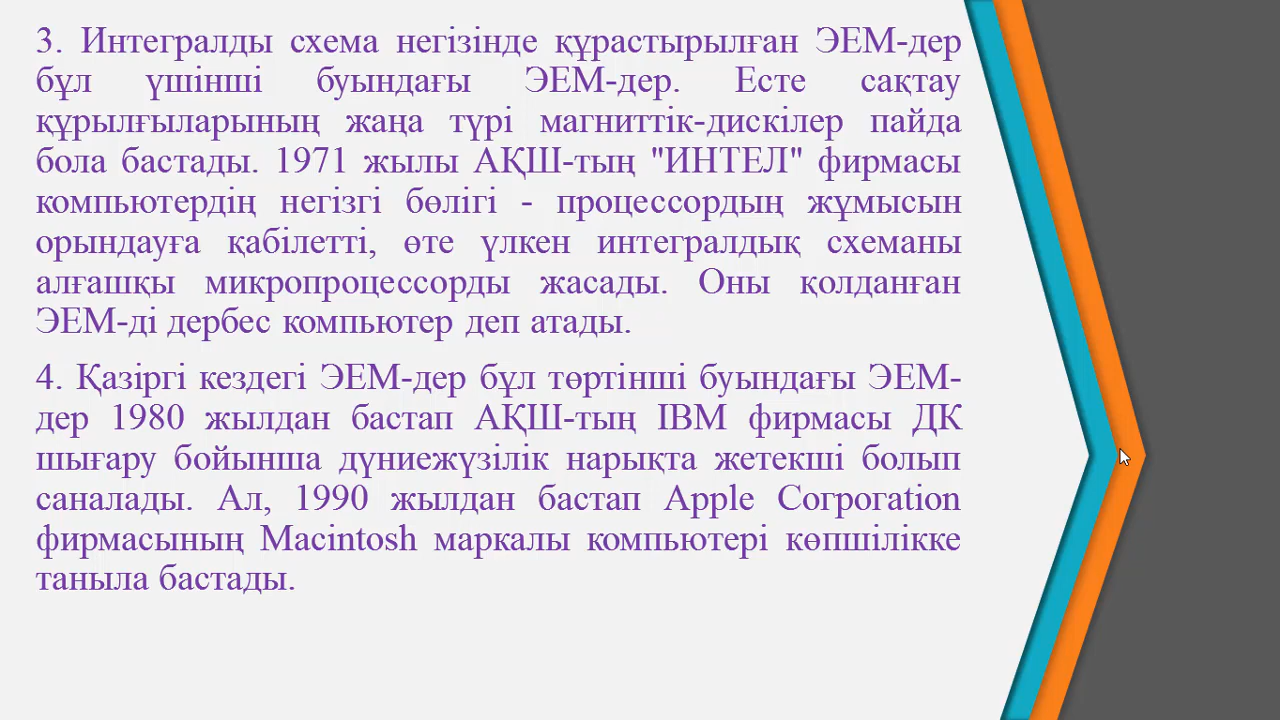 3. Интегралды схема негізінде құрастырылған ЭЕМ-дер
бұл үшінші буындағы ЭЕМ-дер. Есте сақтау
құрылғыларының жаңа түрі магниттік-дискілер пайда
бола бастады. 1971 жылы АҚШ-тың "ИНТЕЛ" фирмасы
компьютердің негізгі бөлігі - процессордың жұмысын
орындауға қабілетті, өте үлкен интегралдық схеманы
алғашқы микропроцессорды жасады. Оны қолданған
ЭЕМ-ді дербес компьютер деп атады.
4. Қазіргі кездегі ЭЕМ-дер бұл төртінші буындағы ЭЕМ-
дер 1980 жылдан бастап АҚШ-тың IBM фирмасы ДК
шығару бойынша дүниежүзілік нарықта жетекші болып
саналады. Ал, 1990 жылдан бастап Apple Corporation
фирмасының Macintosh маркалы компьютері көпшілікке
таныла бастады.